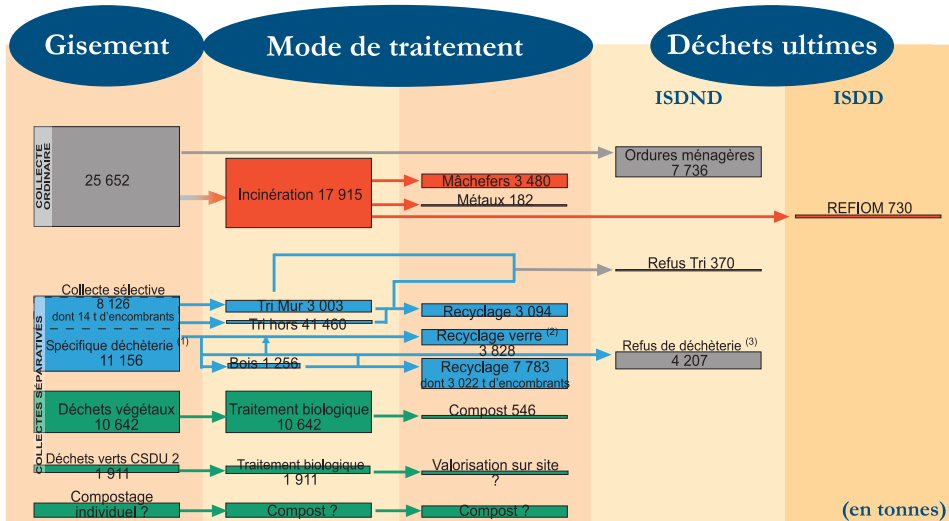 Gisement
Mode de traitement
Déchets ultimes
ISDND
ISDD
COLLECTE
ORDINAIRE
25 652
Incinération 17 915
Mâchefers 3 480
Métaux 182
Ordures ménagères
7 736
REFIOM 730
COLLECTES SÉPARATIVES
Collecte sélective
8 126
dont 14 t d'encombrants
Spécifique déchèterie (1)
11 156
Tri Mur 3 003
Tri hors 41 460
Bois 1 256
Recyclage 3 094
Recyclage verre (2)
3 828
Recyclage 7 783
dont 3 022 t d'encombrants
Refus Tri 370
Refus de déchèterie (3)
4 207
Déchets végétaux
10 642
Traitement biologique
10 642
Compost 546
Déchets verts CSDU 2
1 911
Traitement biologique
1 911
Valorisation sur site
?
Compostage
individuel ?
Compost ?
Compost ?
(en tonnes)